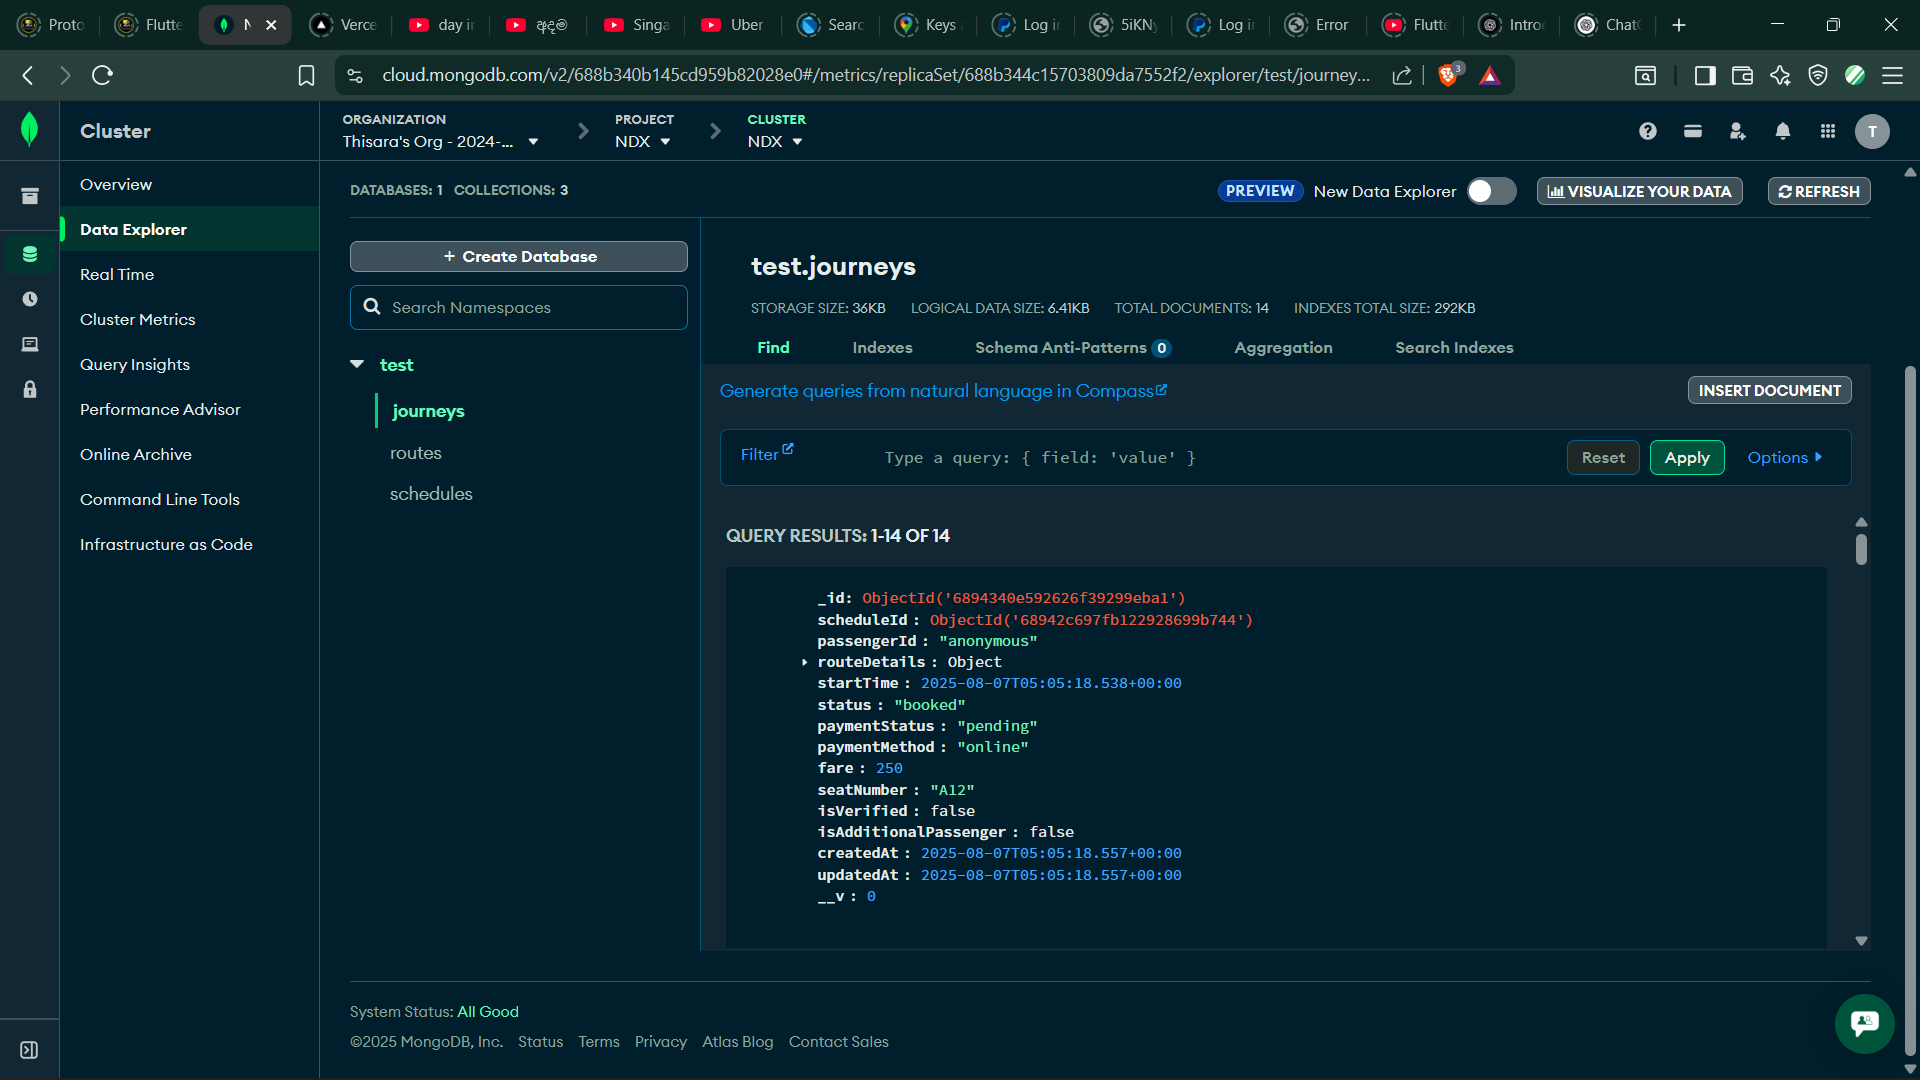 Proto
Flutte
N
Verce
day in
අදම
Singa
Uber
Searc
Keys
Log in
5iKNy
Log in
Error
Flutte
Intro
ChatG
cloud.mongodb.com/v2/688b340b145cd959b82028e0#/metrics/replicaSet/688b344c15703809da7552f2/explorer/test/journey...
3
Cluster
ORGANIZATION
Thisara's Org - 2024-...
PROJECT
NDX
CLUSTER
NDX
T
Overview
Data Explorer
Real Time
Cluster Metrics
Query Insights
Performance Advisor
Online Archive
Command Line Tools
Infrastructure as Code
DATABASES: 1 COLLECTIONS: 3
PREVIEW New Data Explorer
VISUALIZE YOUR DATA
REFRESH
+ Create Database
Search Namespaces
test
journeys
routes
schedules
test.journeys
STORAGE SIZE: 36KB LOGICAL DATA SIZE: 6.41KB TOTAL DOCUMENTS: 14 INDEXES TOTAL SIZE: 292KB
Find Indexes Schema Anti-Patterns 0 Aggregation Search Indexes
Generate queries from natural language in Compass
INSERT DOCUMENT
Filter
Type a query: { field: 'value' }
Reset
Apply
Options
QUERY RESULTS: 1-14 OF 14
_id: ObjectId('6894340e592626f39299eba1')
scheduleId : ObjectId('68942c697fb122928699b744')
passengerId : "anonymous"
routeDetails : Object
startTime : 2025-08-07T05:05:18.538+00:00
status : "booked"
paymentStatus : "pending"
paymentMethod : "online"
fare : 250
seatNumber : "A12"
isVerified : false
isAdditionalPassenger : false
createdAt : 2025-08-07T05:05:18.557+00:00
updatedAt : 2025-08-07T05:05:18.557+00:00
__v : 0
System Status: All Good
©2025 MongoDB, Inc. Status Terms Privacy Atlas Blog Contact Sales